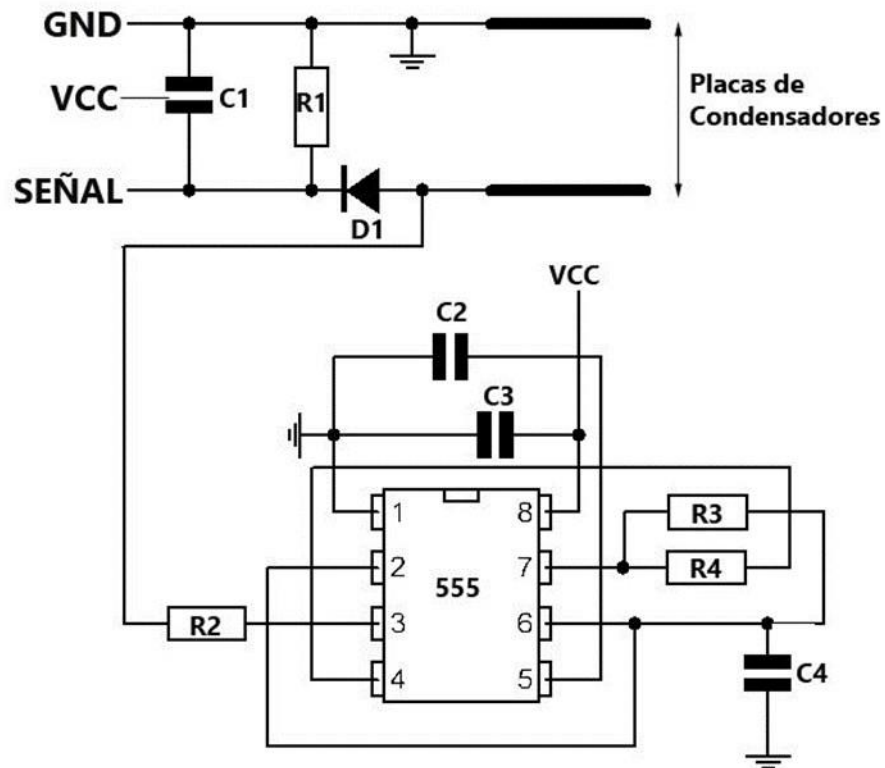 GND
VCC
C1
R1
Placas de
Condensadores
SEÑAL
D1
VCC
C2
C3
1
8
R3
2
7
R4
555
R2
3
6
4
5
C4